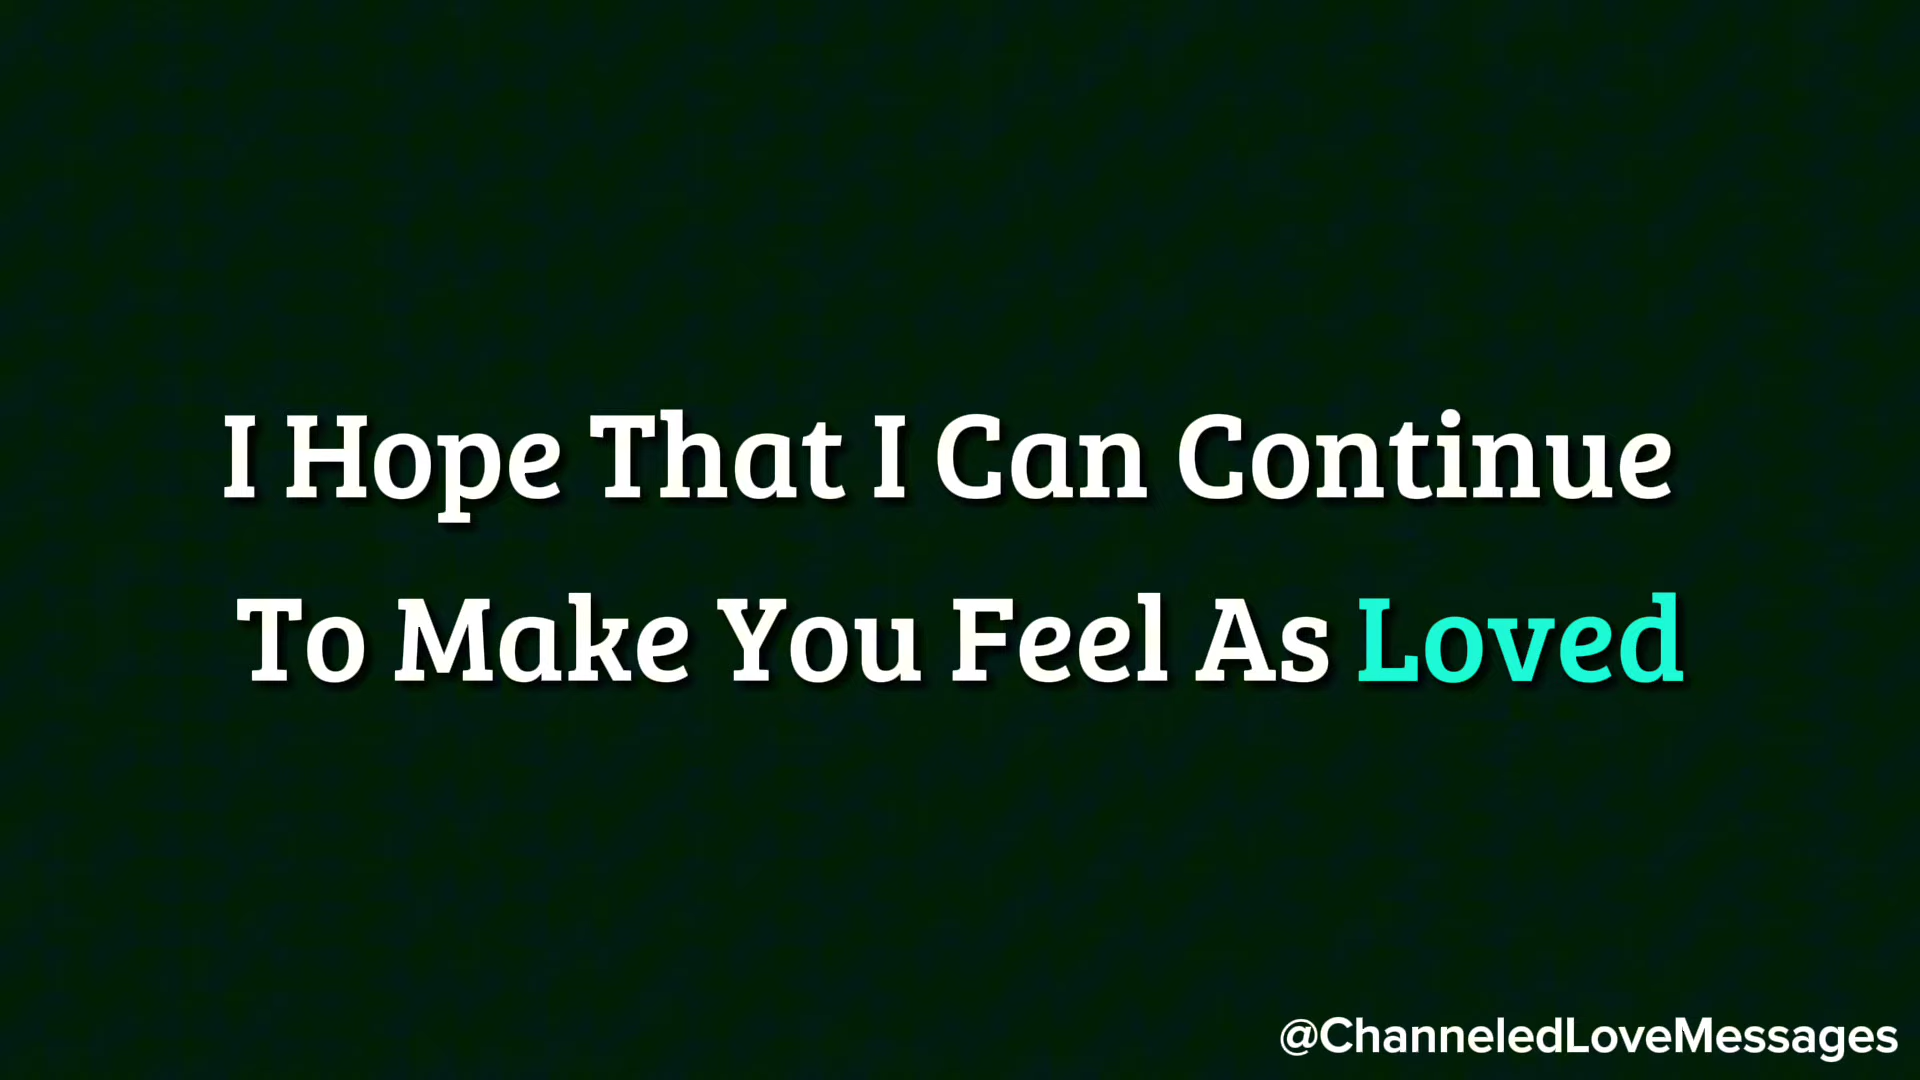 I Hope That I Can Continue
To Make You Feel As Loved
@ChanneledLoveMessages